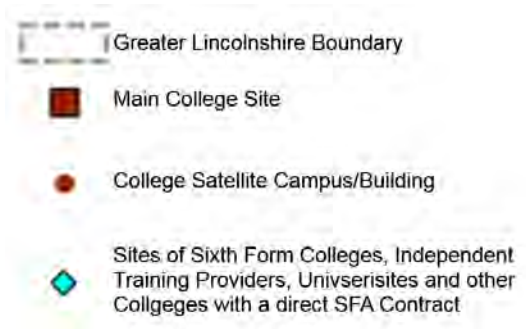 Greater Lincolnshire Boundary
Main College Site
College Satellite Campus/Building
Sites of Sixth Form Colleges, Independent
Training Providers, Univserisites and other
Collgeges with a direct SFA Contract